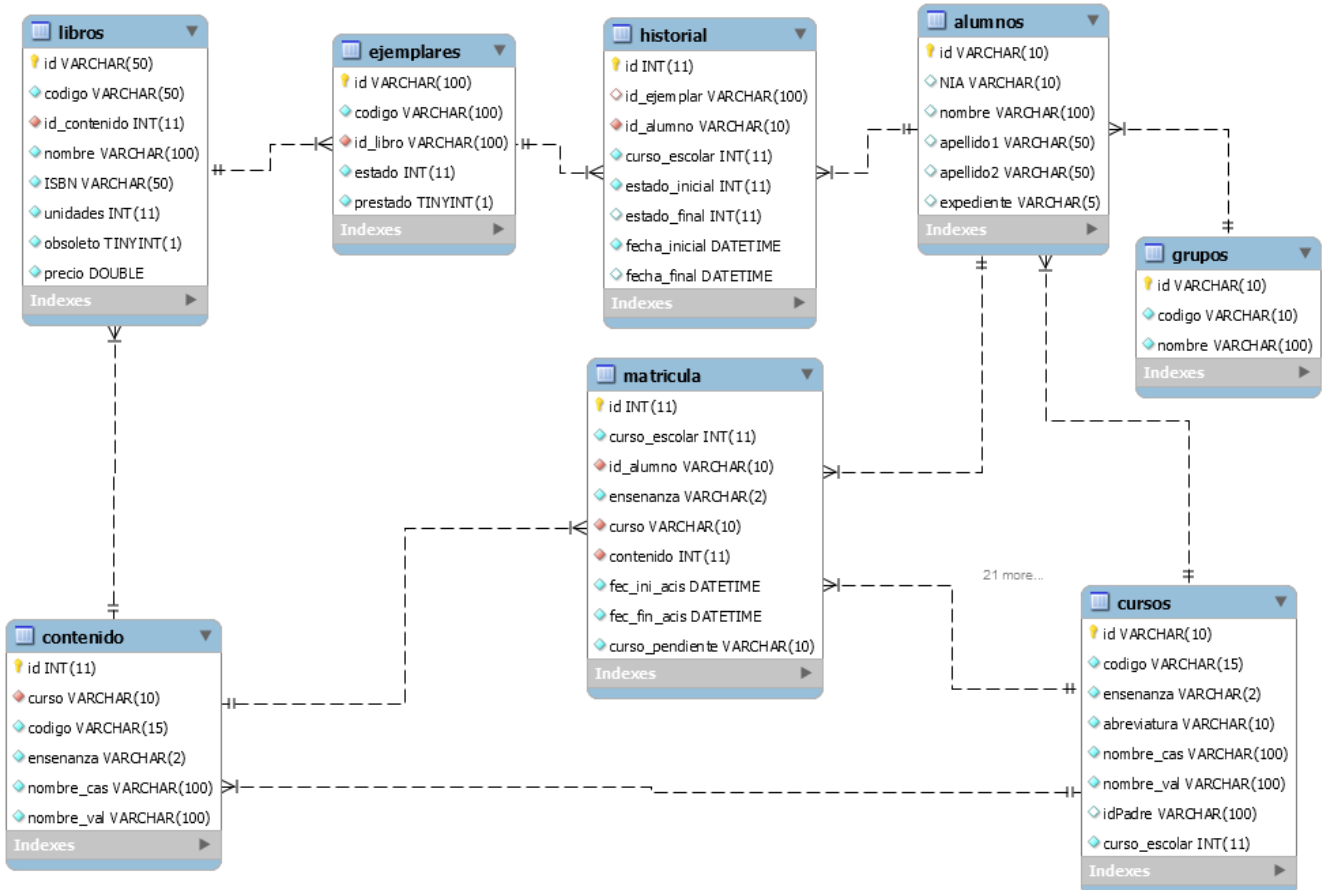 libros
id VARCHAR(50)
codigo VARCHAR(50)
id_contenido INT(11)
nombre VARCHAR(100)
ISBN VARCHAR(50)
unidades INT(11)
obsoleto TINYINT(1)
precio DOUBLE
Indexes
ejemplares
id VARCHAR(100)
codigo VARCHAR(100)
id_libro VARCHAR(100)
estado INT(11)
prestado TINYINT(1)
Indexes
historial
id INT(11)
id_ejemplar VARCHAR(100)
id_alumno VARCHAR(10)
curso_escolar INT(11)
estado_inicial INT(11)
estado_final INT(11)
fecha_inicial DATETIME
fecha_final DATETIME
Indexes
alumnos
id VARCHAR(10)
NIA VARCHAR(10)
nombre VARCHAR(100)
apellido1 VARCHAR(50)
apellido2 VARCHAR(50)
expediente VARCHAR(5)
Indexes
grupos
id VARCHAR(10)
codigo VARCHAR(10)
nombre VARCHAR(100)
Indexes
matricula
id INT(11)
curso_escolar INT(11)
id_alumno VARCHAR(10)
ensenanza VARCHAR(2)
curso VARCHAR(10)
contenido INT(11)
fec_ini_acis DATETIME
fec_fin_acis DATETIME
curso_pendiente VARCHAR(10)
Indexes
21 more...
contenido
id INT(11)
curso VARCHAR(10)
codigo VARCHAR(15)
ensenanza VARCHAR(2)
nombre_cas VARCHAR(100)
nombre_val VARCHAR(100)
Indexes
cursos
id VARCHAR(10)
codigo VARCHAR(15)
ensenanza VARCHAR(2)
abreviatura VARCHAR(10)
nombre_cas VARCHAR(100)
nombre_val VARCHAR(100)
idPadre VARCHAR(100)
curso_escolar INT(11)
Indexes